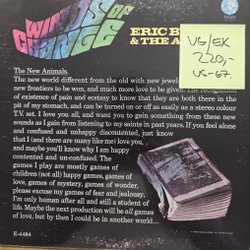 WINDS OF
CHANGE
ERIC B
& THE A
MGM
VG/EX
220,-
US-67
The New Animals.
The new world different from the old with new jewels
new frontiers to be won, and much love to be given. The recognition
of existence of pain and ecstasy to know that they are both there in the
pit of my stomach, and can be turned on or off as easily as a stereo colour
T.V. set. I love you all, and want you to gain something from these new
sounds as I gain from listening to my scints in past years. If you feel alone
and confused and unhappy disconnected, just
know that I (and there are many like me) love you,
and maybe you'll know why I am happy
contented and un-confused. The
games I play are mostly games of
children (not all) happy games, games of
love, games of mystery, games of wonder,
please excuse my games of fear and jealousy,
I'm only human after all and still a student of
life. Maybe the next production will be all games
of love, but by then I could be in another world...
E-4484